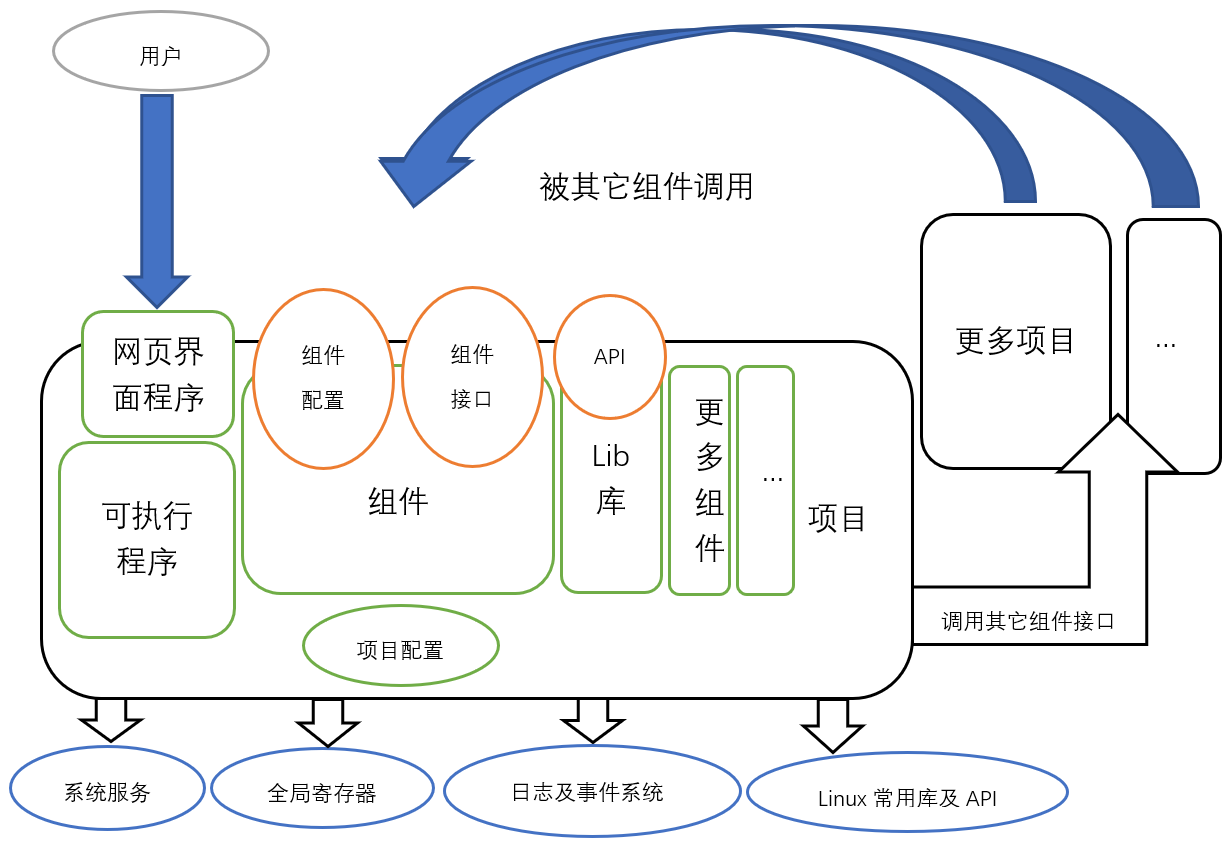 用户
被其它组件调用
网页界
面程序
组件
配置
组件
接口
API
更多项目
...
可执行
程序
组件
Lib
库
更
多
组
件
...
项目
项目配置
调用其它组件接口
系统服务
全局寄存器
日志及事件系统
Linux 常用库及 API